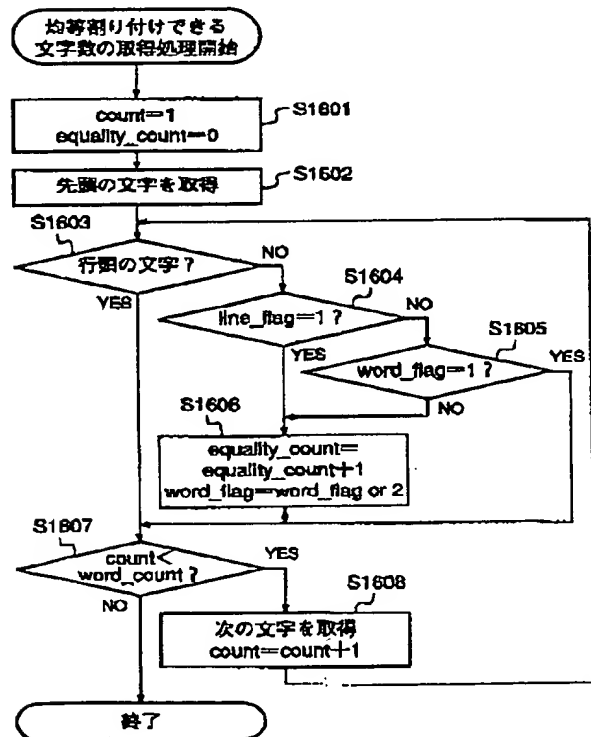 均等割り付けできる
文字数の取得処理開始
count=1
equality_count=0
S1601
先頭の文字を取得
S1602
S1603
行頭の文字?
NO
YES
S1604
line_flag=1?
NO
YES
S1605
word_flag=1?
YES
NO
S1606
equality_count=
equality_count+1
word_flag=word_flag or 2
S1607
count<
word_count?
YES
NO
S1608
次の文字を取得
count=count+1
終了